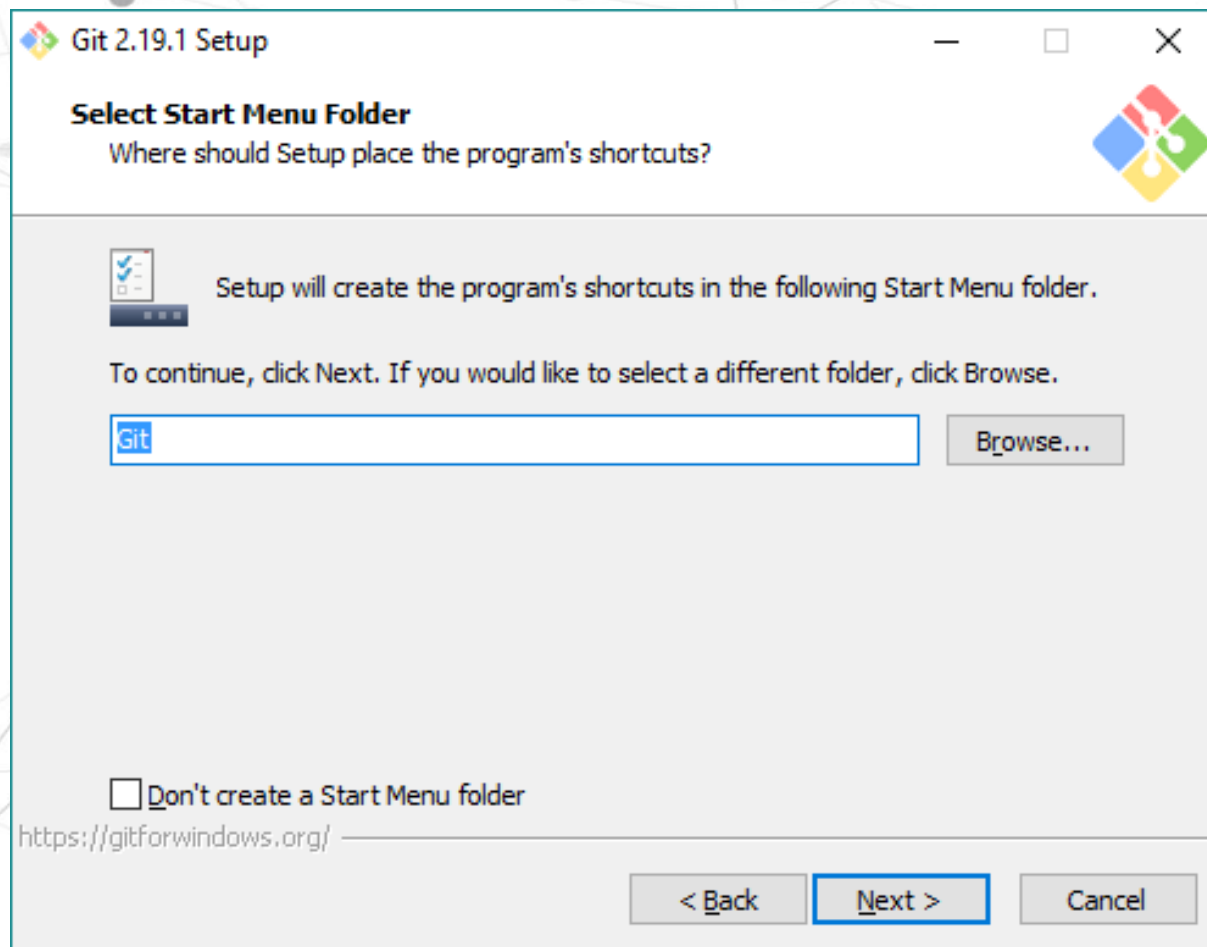 Git 2.19.1 Setup
Select Start Menu Folder
Where should Setup place the program's shortcuts?
Setup will create the program's shortcuts in the following Start Menu folder.
To continue, click Next. If you would like to select a different folder, click Browse.
Git
Browse...
Don't create a Start Menu folder
https://gitforwindows.org/
< Back
Next >
Cancel